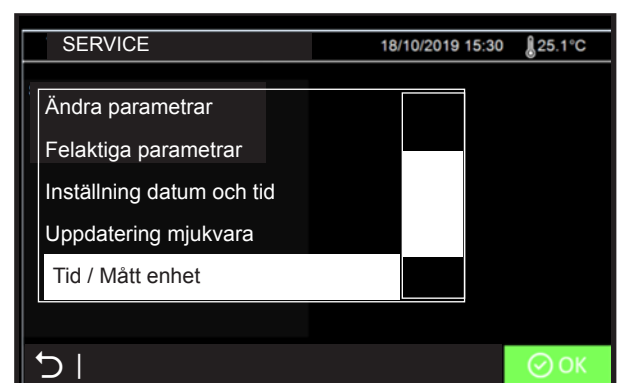 SERVICE 18/10/2019 15:30 25.1°C
Ändra parametrar
Felaktiga parametrar
Inställning datum och tid
Uppdatering mjukvara
Tid / Mått enhet
OK